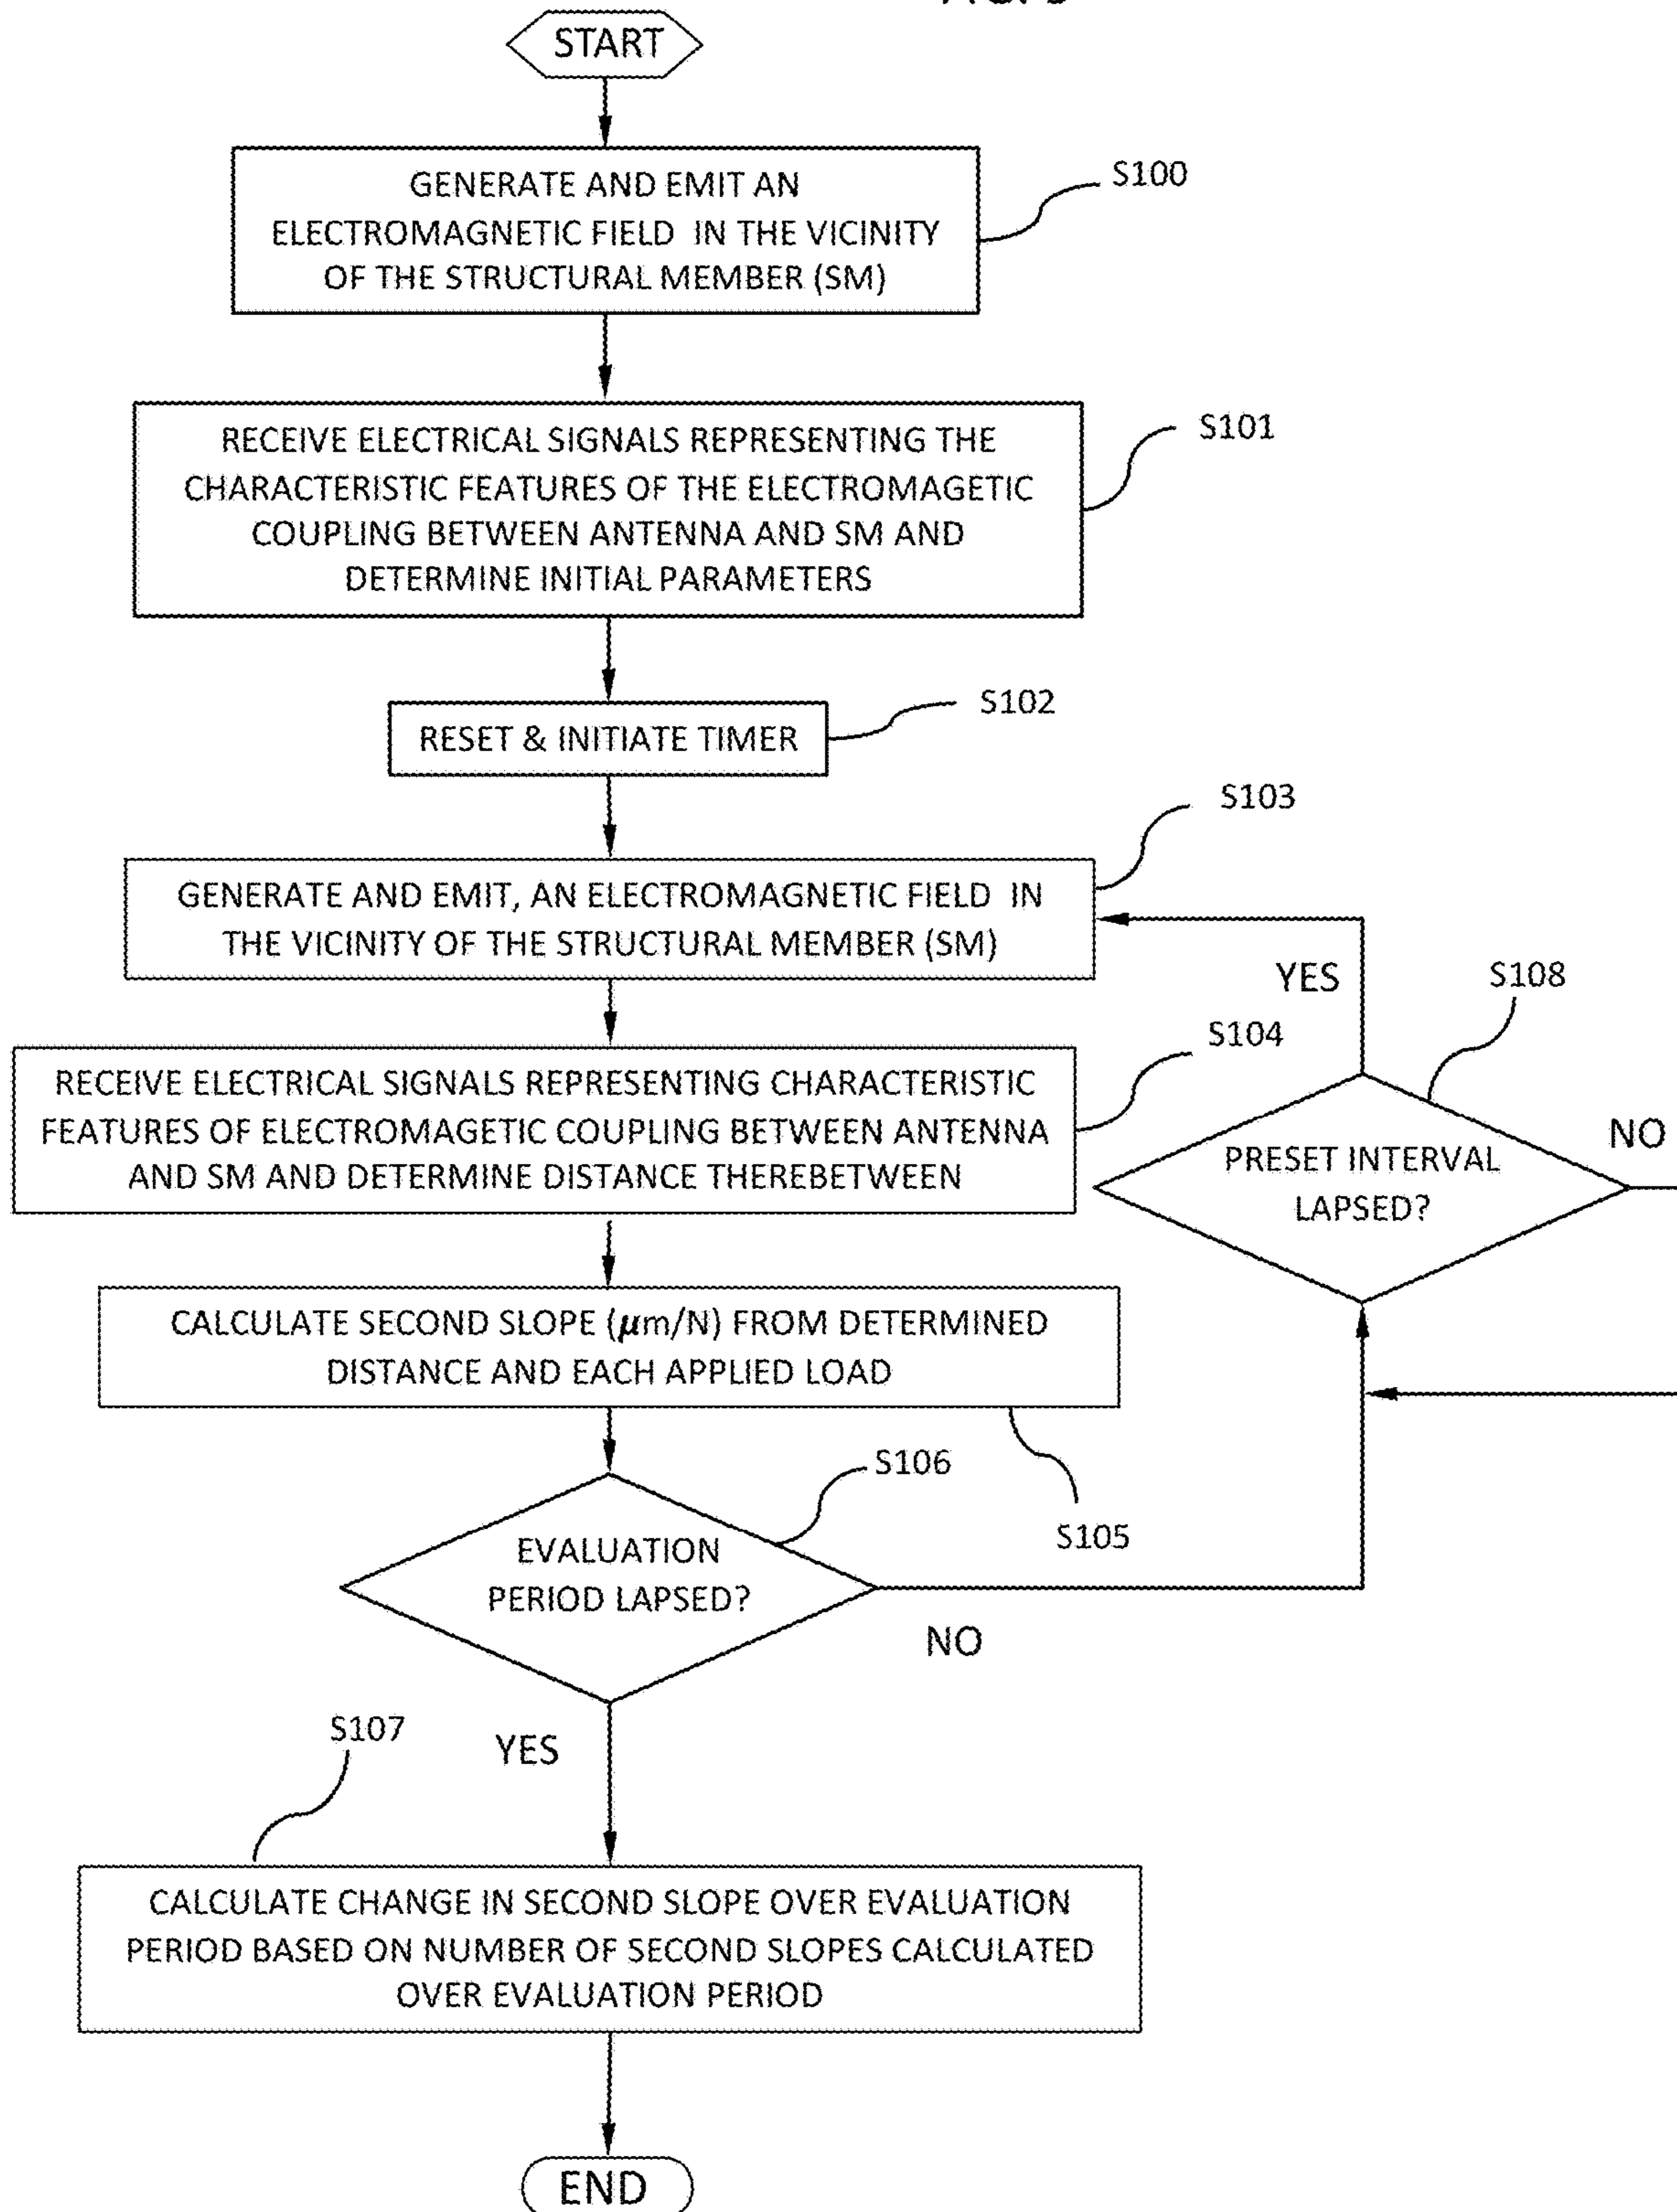 START
GENERATE AND EMIT AN
ELECTROMAGNETIC FIELD IN THE VICINITY
OF THE STRUCTURAL MEMBER (SM)
S100
RECEIVE ELECTRICAL SIGNALS REPRESENTING THE
CHARACTERISTIC FEATURES OF THE ELECTROMAGETIC
COUPLING BETWEEN ANTENNA AND SM AND
DETERMINE INITIAL PARAMETERS
S101
RESET & INITIATE TIMER
S102
GENERATE AND EMIT, AN ELECTROMAGNETIC FIELD IN
THE VICINITY OF THE STRUCTURAL MEMBER (SM)
S103
YES
S108
RECEIVE ELECTRICAL SIGNALS REPRESENTING CHARACTERISTIC
FEATURES OF ELECTROMAGETIC COUPLING BETWEEN ANTENNA
AND SM AND DETERMINE DISTANCE THEREBETWEEN
S104
PRESET INTERVAL
LAPSED?
NO
CALCULATE SECOND SLOPE (μm/N) FROM DETERMINED
DISTANCE AND EACH APPLIED LOAD
S105
S106
EVALUATION
PERIOD LAPSED?
NO
YES
S107
CALCULATE CHANGE IN SECOND SLOPE OVER EVALUATION
PERIOD BASED ON NUMBER OF SECOND SLOPES CALCULATED
OVER EVALUATION PERIOD
END